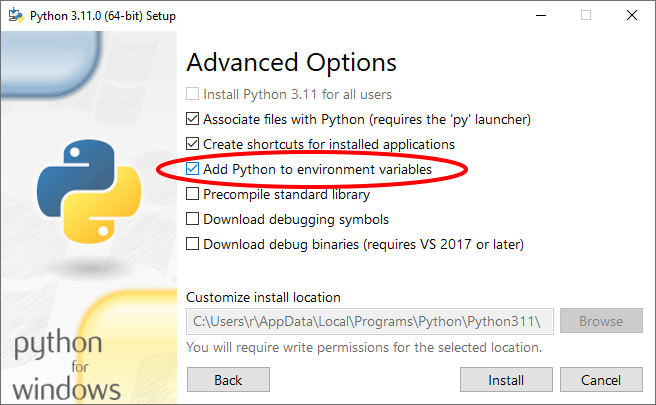 Python 3.11.0 (64-bit) Setup
Advanced Options
Install Python 3.11 for all users
Associate files with Python (requires the 'py' launcher)
Create shortcuts for installed applications
Add Python to environment variables
Precompile standard library
Download debugging symbols
Download debug binaries (requires VS 2017 or later)
Customize install location
C:\Users\r\AppData\Local\Programs\Python\Python311\
Browse
You will require write permissions for the selected location.
python
for
windows
Back
Install
Cancel